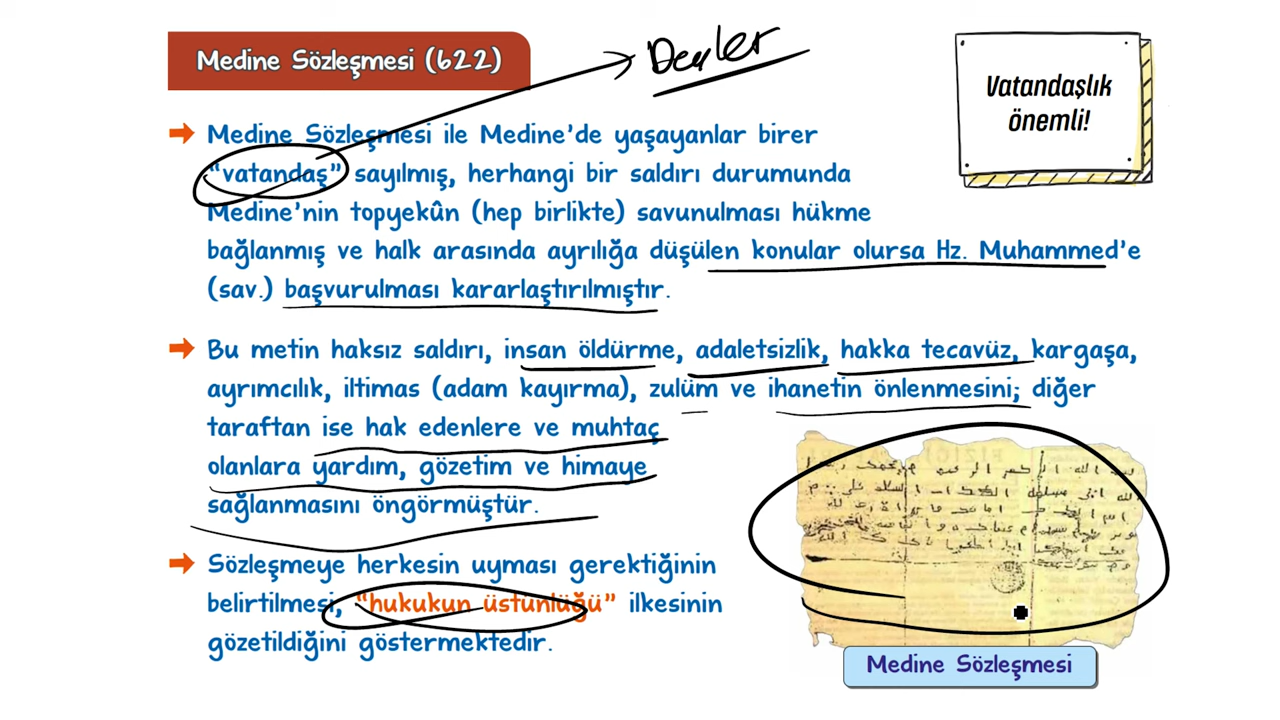 Medine Sözleşmesi (622)
Vatandaşlık
önemli!
Medine Sözleşmesi ile Medine'de yaşayanlar birer
"vatandaş" sayılmış, herhangi bir saldırı durumunda
Medine'nin topyekûn (hep birlikte) savunulması hükme
bağlanmış ve halk arasında ayrılığa düşülen konular olursa Hz. Muhammed'e
(sav.) başvurulması kararlaştırılmıştır.
Bu metin haksız saldırı, insan öldürme, adaletsizlik, hakka tecavüz, kargaşa,
ayrımcılık, iltimas (adam kayırma), zulüm ve ihanetin önlenmesini; diğer
taraftan ise hak edenlere ve muhtaç
olanlara yardım, gözetim ve himaye
sağlanmasını öngörmüştür.
Sözleşmeye herkesin uyması gerektiğinin
belirtilmesi, "hukukun üstünlüğü" ilkesinin
gözetildiğini göstermektedir.
Medine Sözleşmesi